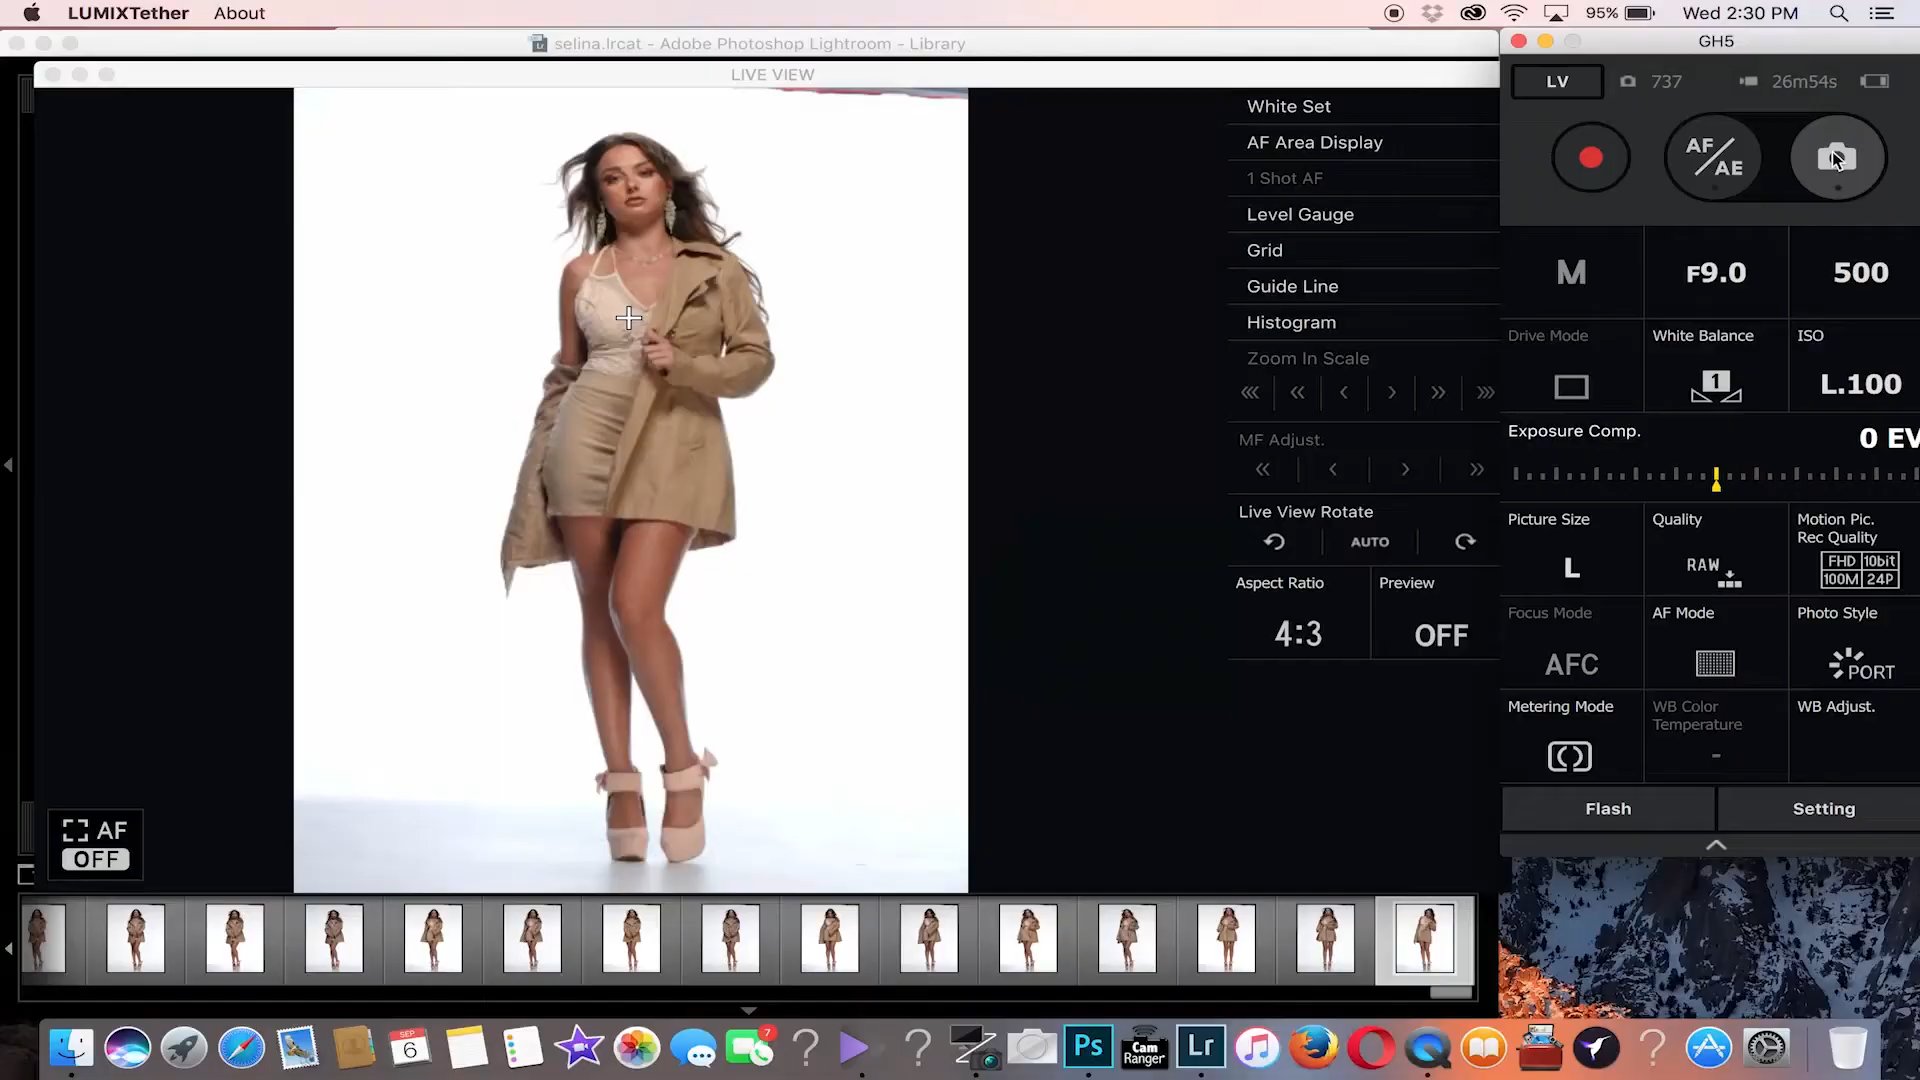 LUMIXTether About
95% Wed 2:30 PM
selina.lrcat - Adobe Photoshop Lightroom - Library
LIVE VIEW
White Set
AF Area Display
1 Shot AF
Level Gauge
Grid
Guide Line
Histogram
Zoom In Scale
MF Adjust.
Live View Rotate
AUTO
Aspect Ratio Preview
4:3 OFF
AF
OFF
GH5
LV 737 26m54s
AF/AE
M F9.0 500
Drive Mode White Balance ISO
1 L.100
Exposure Comp.
0 EV
Picture Size Quality Motion Pic.
Rec Quality
L RAW FHD 10bit
100M 24P
Focus Mode AF Mode Photo Style
AFC PORT
Metering Mode WB Color
Temperature WB Adjust.
-
Flash Setting
SEP
6
7
Ps
Cam
Ranger
Lr